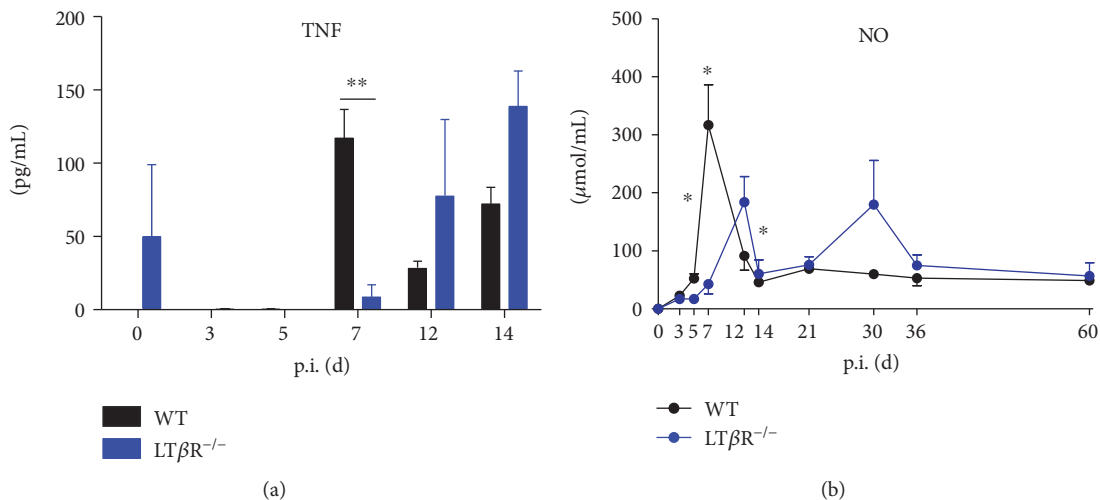 TNF
200
150
100
50
0
(pg/mL)
**
0 3 5 7 12 14
p.i. (d)
WT
LTβR−/−
(a)
NO
500
400
300
200
100
0
(μmol/mL)
*
*
*
0 3 5 7 12 14 21 30 36 60
p.i. (d)
WT
LTβR−/−
(b)